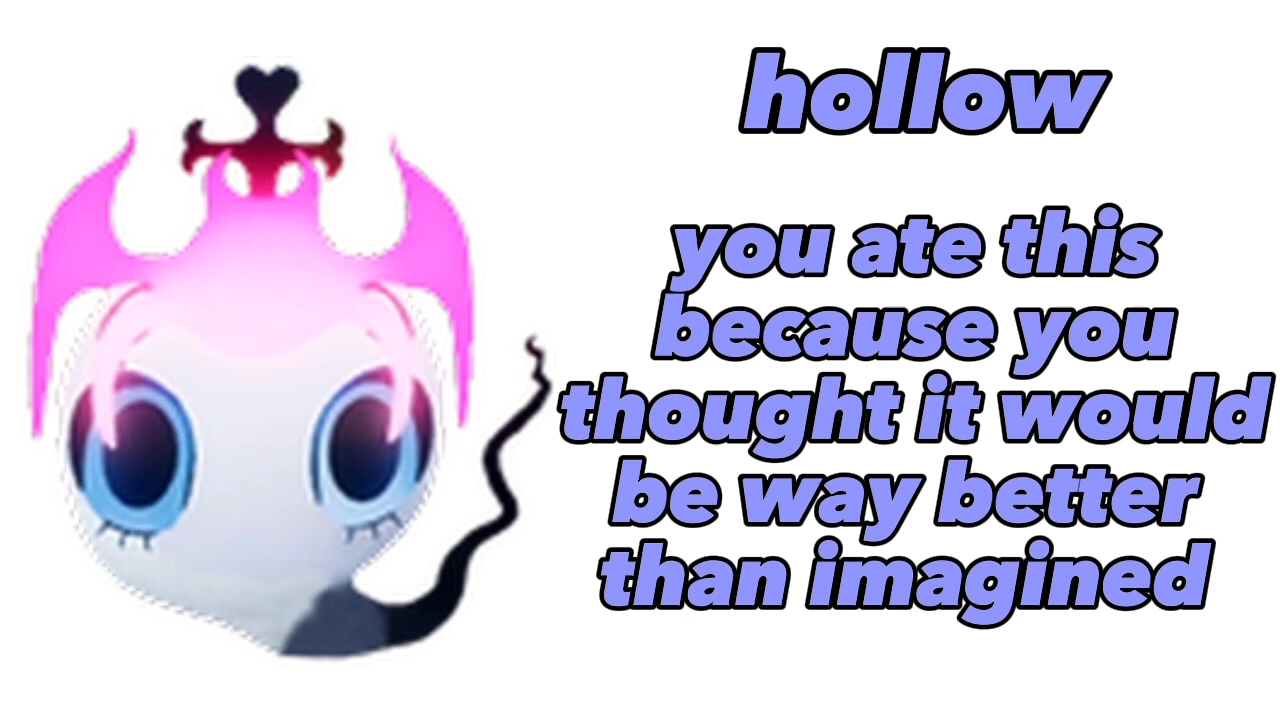 hollow
you ate this
because you
thought it would
be way better
than imagined